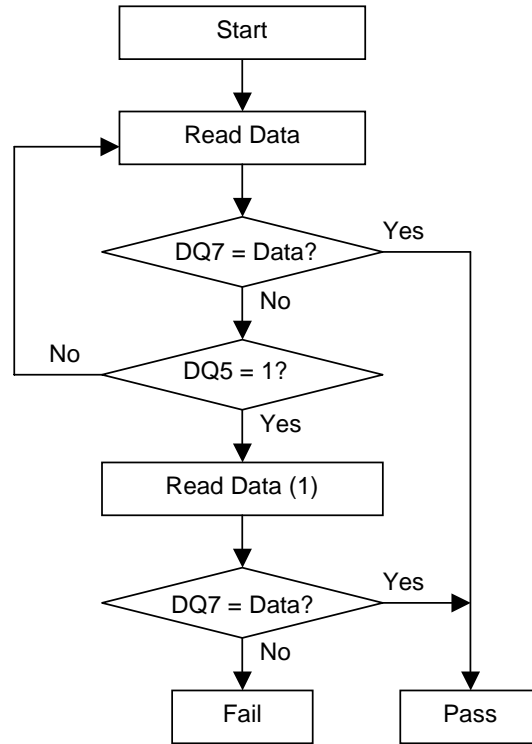 Start
Read Data
DQ7 = Data?
Yes
No
DQ5 = 1?
No
Yes
Read Data (1)
DQ7 = Data?
Yes
No
Fail
Pass